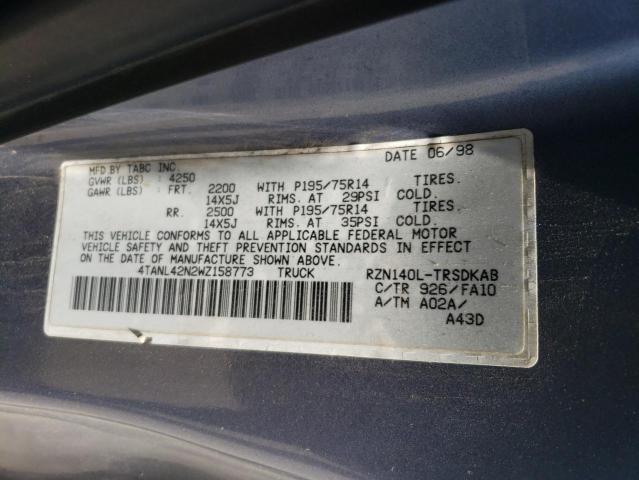 MFD BY TABC INC. DATE 06/98
GVWR (LBS) : 4250
GAWR (LBS) : FRT. 2200 WITH P195/75R14 TIRES.
14X5J RIMS. AT 29PSI COLD.
RR. 2500 WITH P195/75R14 TIRES.
14X5J RIMS. AT 35PSI COLD.
THIS VEHICLE CONFORMS TO ALL APPLICABLE FEDERAL MOTOR
VEHICLE SAFETY AND THEFT PREVENTION STANDARDS IN EFFECT
ON THE DATE OF MANUFACTURE SHOWN ABOVE.
4TANL42N2WZ158773 TRUCK RZN140L-TRSDKAB
C/TR 926/FA10
A/TM A02A/
A43D